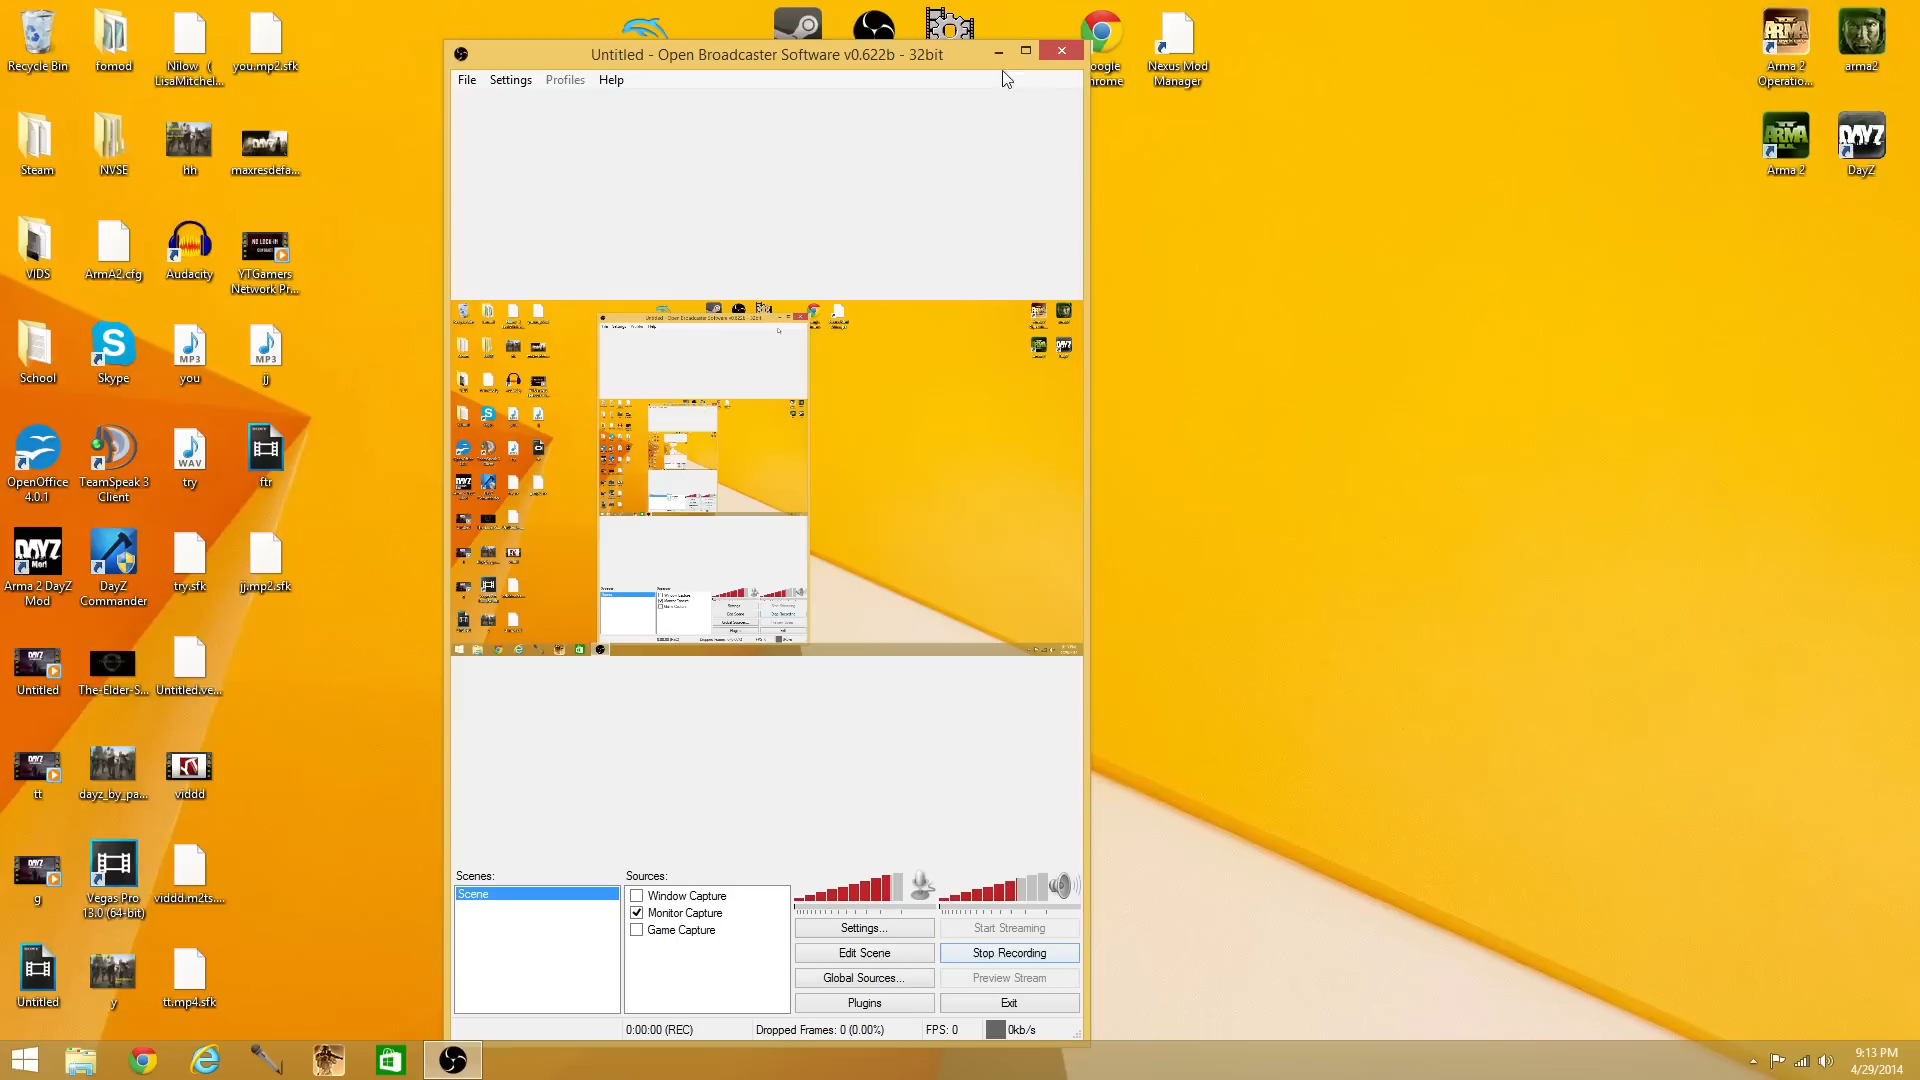 Untitled - Open Broadcaster Software v0.622b - 32bit
File Settings Profiles Help
Recycle Bin
fomod
Nilow (
LisaMitchel...
you.mp2.sfk
Steam
NVSE
hh
maxresdefa...
VIDS
ArmA2.cfg
Audacity
YTGamers
Network Pr...
School
Skype
you
jj
OpenOffice
4.0.1
TeamSpeak 3
Client
try
ftr
Arma 2 DayZ
Mod
DayZ
Commander
try.sfk
jj.mp2.sfk
Untitled
The-Elder-S...
Untitled.ve...
tt
dayz_by_pa...
viddd
g
Vegas Pro
13.0 (64-bit)
viddd.m2ts....
Untitled
y
tt.mp4.sfk
oogle
hrome
Nexus Mod
Manager
Arma 2
Operatio...
arma2
Arma 2
DayZ
Scenes:
Scene
Sources:
Window Capture
Monitor Capture
Game Capture
Settings...
Start Streaming
Edit Scene
Stop Recording
Global Sources...
Preview Stream
Plugins
Exit
0:00:00 (REC)
Dropped Frames: 0 (0.00%)
FPS: 0
0kb/s
9:13 PM
4/29/2014